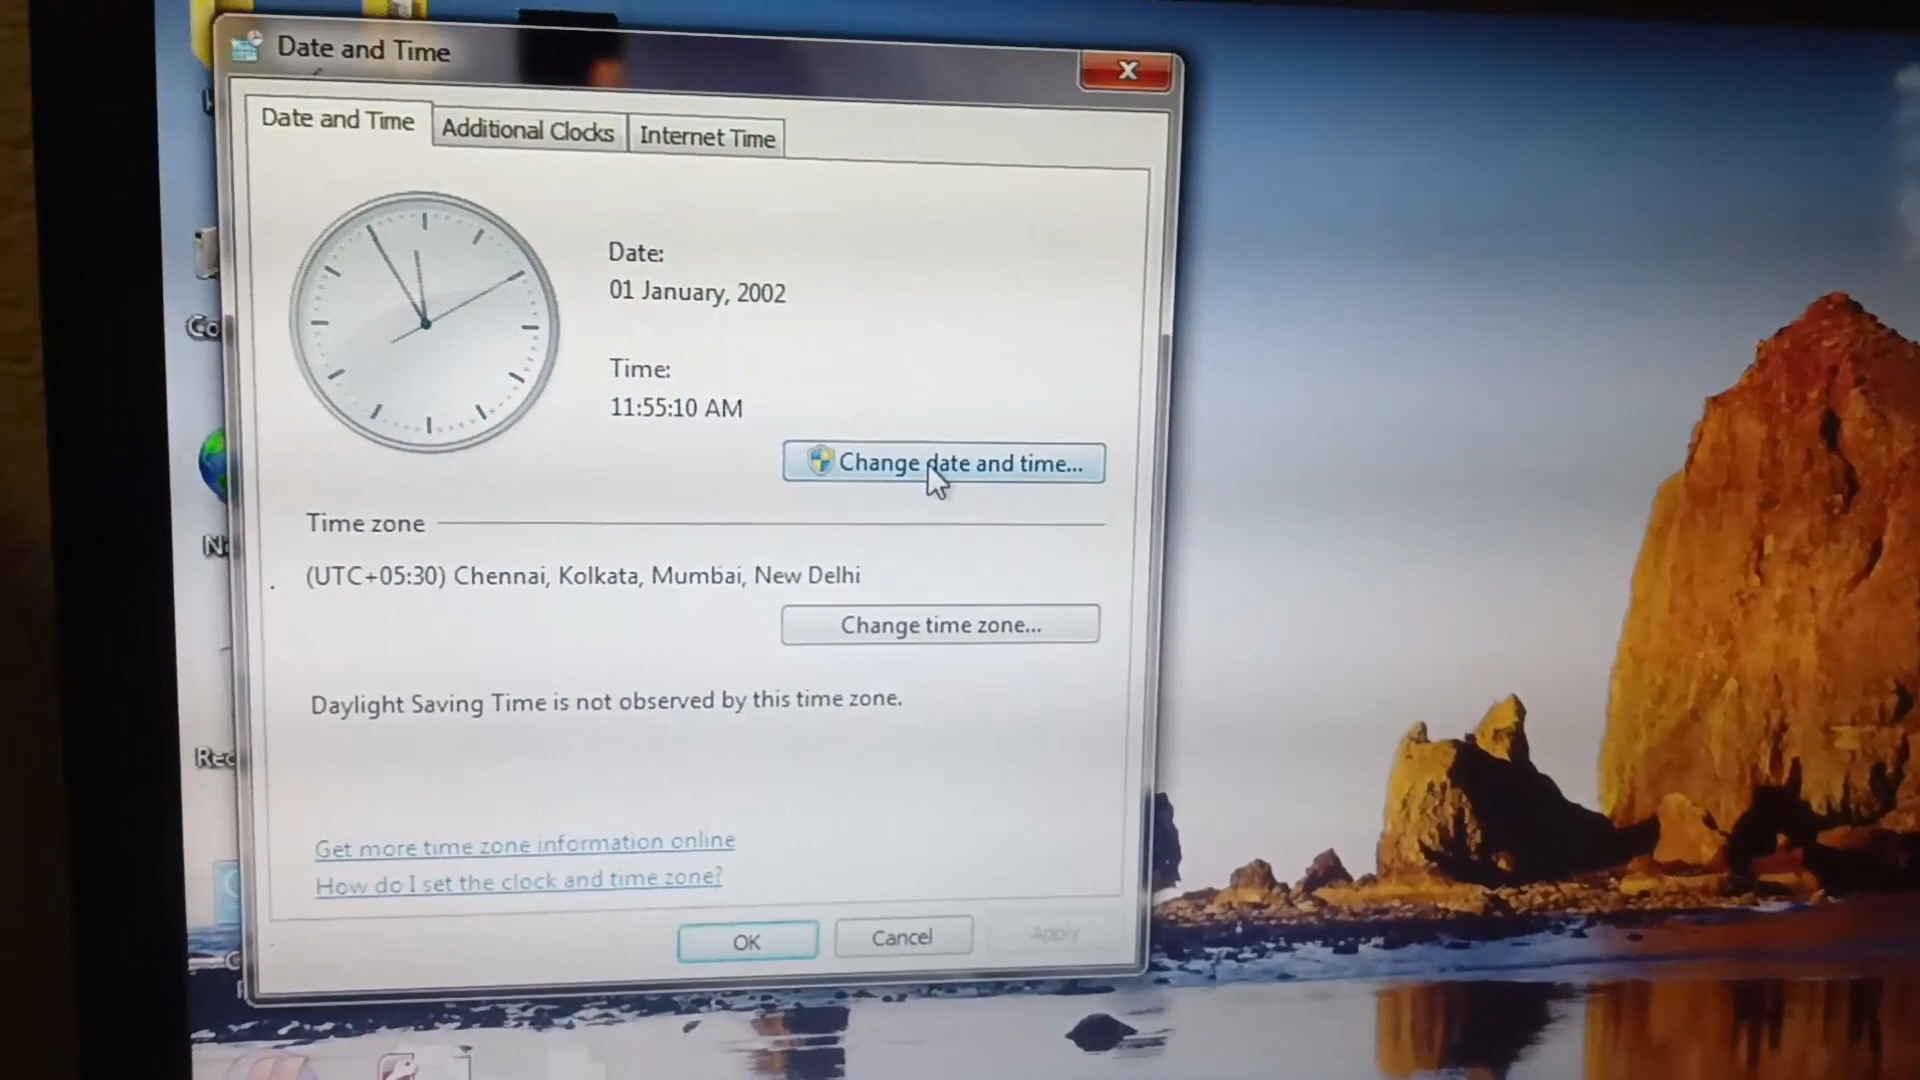 Date and Time
Date and Time
Additional Clocks
Internet Time
Date:
01 January, 2002
Time:
11:55:10 AM
Change date and time...
Time zone
(UTC+05:30) Chennai, Kolkata, Mumbai, New Delhi
Change time zone...
Daylight Saving Time is not observed by this time zone.
Get more time zone information online
How do I set the clock and time zone?
OK
Cancel
Apply
Co
Rec